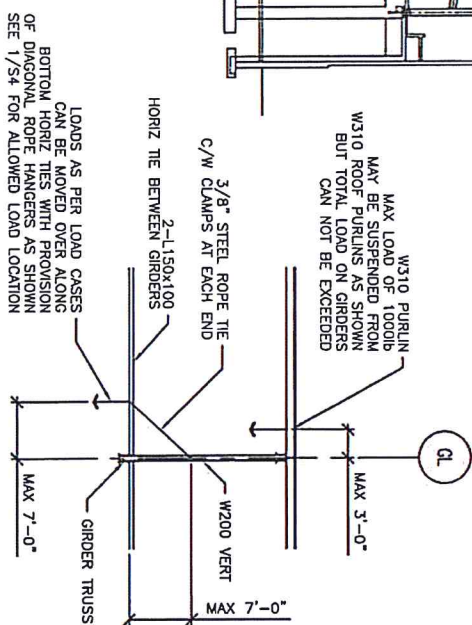 W310 PURLIN
MAX LOAD OF 1000lb
MAY BE SUSPENDED FROM
W310 ROOF PURLINS AS SHOWN
BUT TOTAL LOAD ON GIRDERS
CAN NOT BE EXCEEDED
GL
MAX 3'-0"
3/8" STEEL ROPE TIE
C/W CLAMPS AT EACH END
W200 VERT
MAX 7'-0"
2-L150x100
HORIZ TIE BETWEEN GIRDERS
GIRDER TRUSS
LOADS AS PER LOAD CASES
CAN BE MOVED OVER ALONG
BOTTOM HORIZ TIES WITH PROVISION
OF DIAGONAL ROPE HANGERS AS SHOWN
SEE 1/S4 FOR ALLOWED LOAD LOCATION
MAX 7'-0"